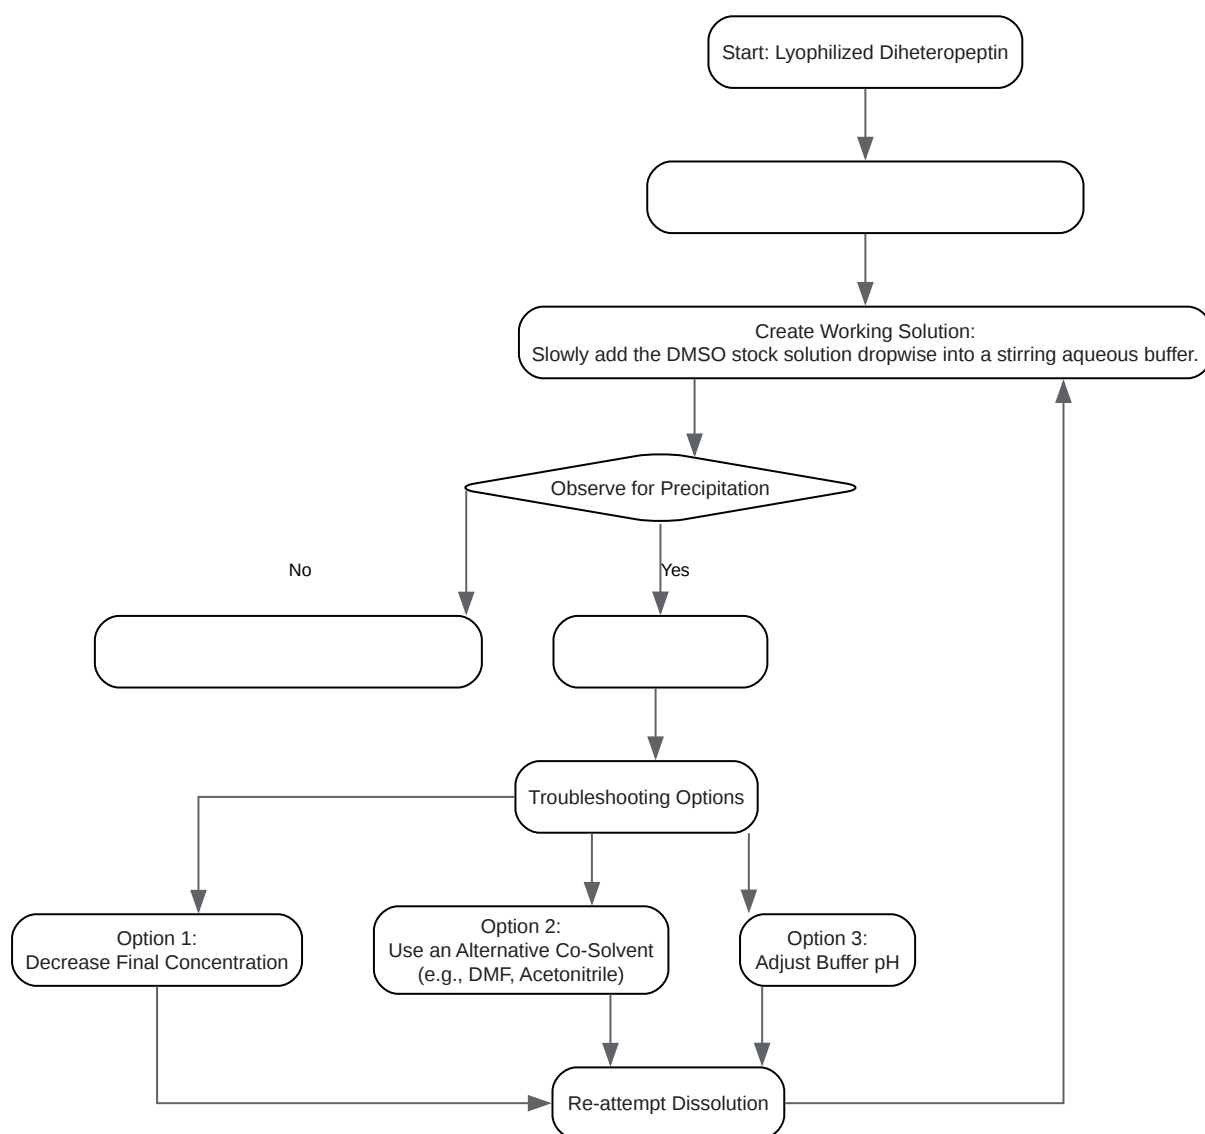 Start: Lyophilized Diheteropeptin
Create Working Solution:
Slowly add the DMSO stock solution dropwise into a stirring aqueous buffer.
Observe for Precipitation
No
Yes
Troubleshooting Options
Option 1:
Decrease Final Concentration
Option 2:
Use an Alternative Co-Solvent
(e.g., DMF, Acetonitrile)
Option 3:
Adjust Buffer pH
Re-attempt Dissolution